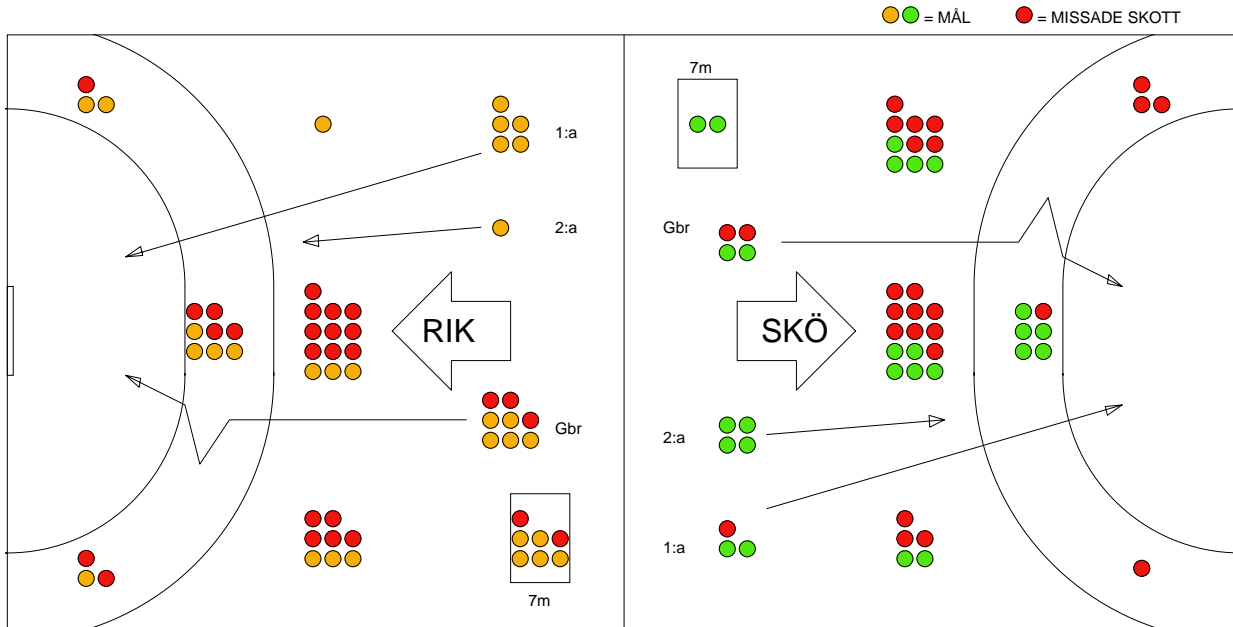 = MÅL
= MISSADE SKOTT
7m
1:a
2:a
Gbr
RIK
SKÖ
Gbr
2:a
1:a
7m